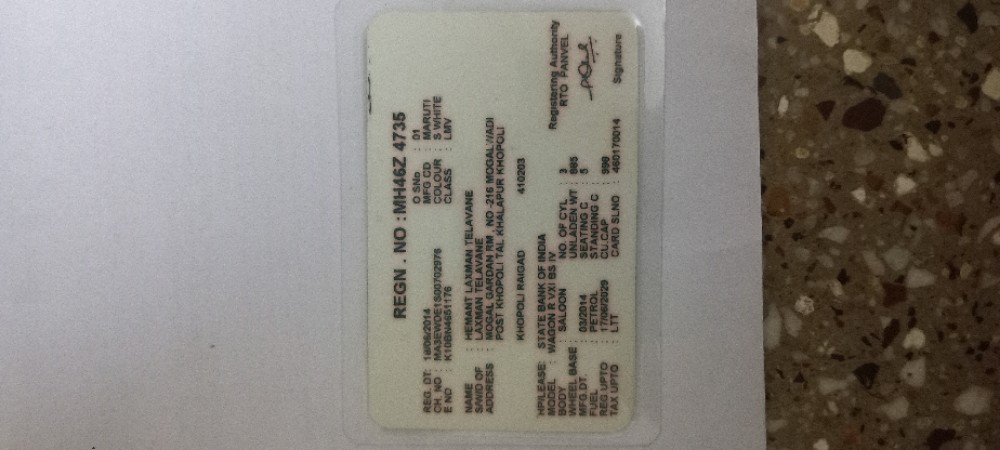 REGN . NO : MH46Z 4735
REG. DT: 18/06/2014 O SNo : 01
CH. NO : MA3EWDE1S00702976 MFG CD : MARUTI
E NO : K10BN4651176 COLOUR : S WHITE
CLASS : LMV
NAME : HEMANT LAXMAN TELAVANE
S/W/D OF : LAXMAN TELAVANE
ADDRESS : MOGAL GARDAN RM, NO -216 MOGALWADI
POST KHOPOLI TAL KHALAPUR KHOPOLI
KHOPOLI RAIGAD 410203
HP/LEASE : STATE BANK OF INDIA
MODEL : WAGON R VXI BS IV
BODY : SALOON NO. OF CYL : 3
WHEEL BASE : UNLADEN WT : 885
MFG.DT. : 03/2014 SEATING C : 5
FUEL : PETROL STANDING C :
REG UPTO : 17/06/2029 CU. CAP : 998
TAX UPTO : LTT CARD SLNO : 460170014
Registering Authority
RTO PANVEL
Signature